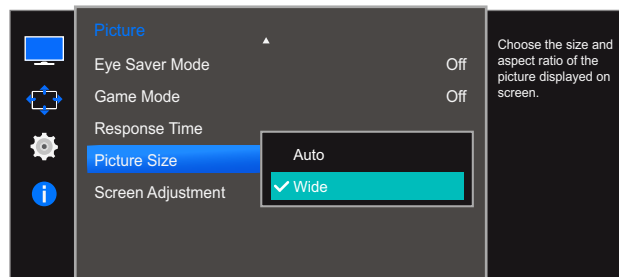 Picture
Eye Saver Mode Off
Game Mode Off
Response Time
Picture Size
Auto
Wide
Screen Adjustment
Choose the size and
aspect ratio of the
picture displayed on
screen.